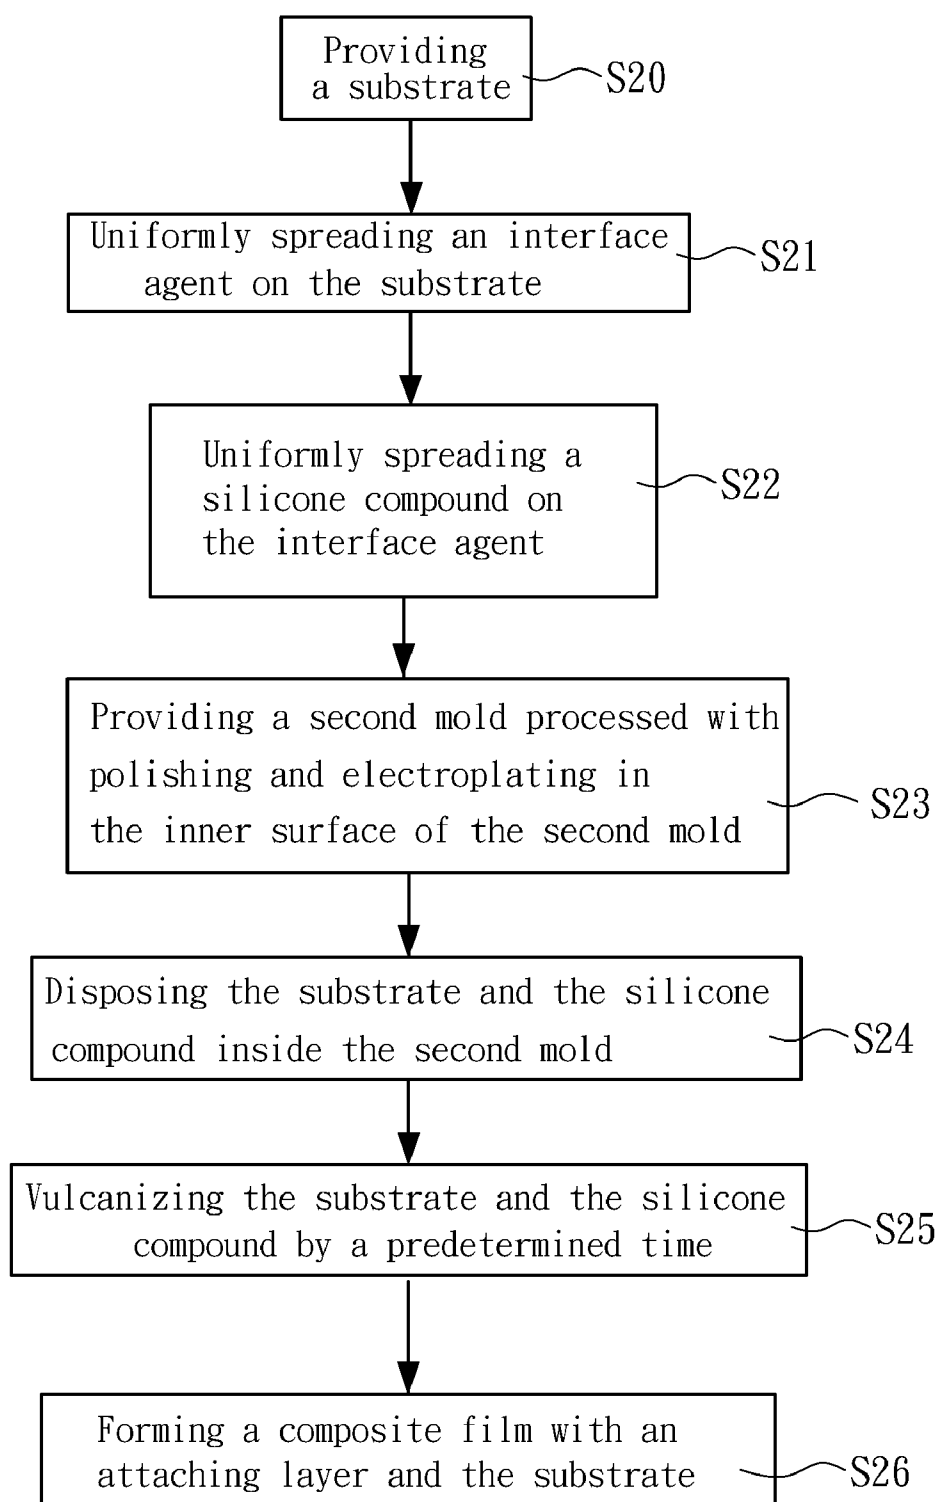 Providing
a substrate
S20
Uniformly spreading an interface
agent on the substrate
S21
Uniformly spreading a
silicone compound on
the interface agent
S22
Providing a second mold processed with
polishing and electroplating in
the inner surface of the second mold
S23
Disposing the substrate and the silicone
compound inside the second mold
S24
Vulcanizing the substrate and the silicone
compound by a predetermined time
S25
Forming a composite film with an
attaching layer and the substrate
S26